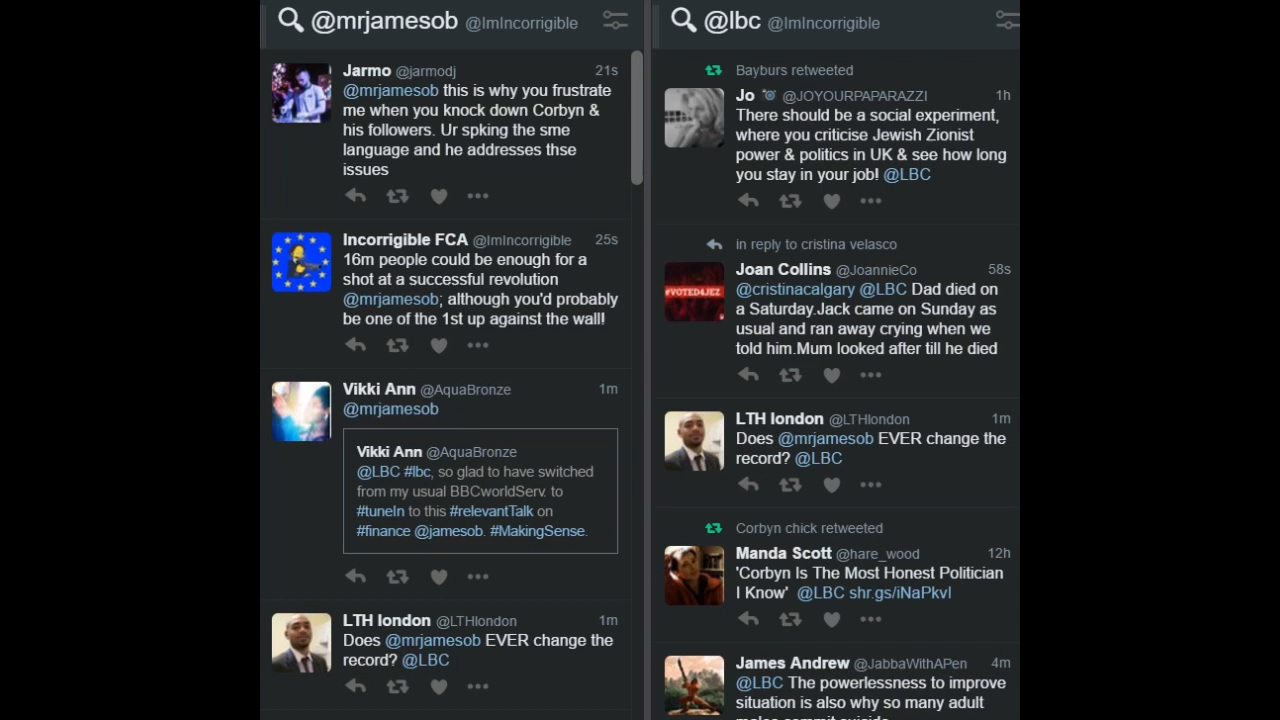 @mrjamesob @ImIncorrigible
Jarmo @jarmodj 21s
@mrjamesob this is why you frustrate
me when you knock down Corbyn &
his followers. Ur spking the sme
language and he addresses thse
issues
Incorrigible FCA @ImIncorrigible 25s
16m people could be enough for a
shot at a successful revolution
@mrjamesob; although you'd probably
be one of the 1st up against the wall!
Vikki Ann @AquaBronze 1m
@mrjamesob
Vikki Ann @AquaBronze
@LBC #lbc, so glad to have switched
from my usual BBCworldServ. to
#tuneIn to this #relevantTalk on
#finance @jamesob. #MakingSense.
LTH london @LTHlondon 1m
Does @mrjamesob EVER change the
record? @LBC
@lbc @ImIncorrigible
Bayburs retweeted
Jo @JOYOURPAPARAZZI 1h
There should be a social experiment,
where you criticise Jewish Zionist
power & politics in UK & see how long
you stay in your job! @LBC
in reply to cristina velasco
Joan Collins @JoannieCo 58s
@cristinacalgary @LBC Dad died on
a Saturday.Jack came on Sunday as
usual and ran away crying when we
told him.Mum looked after till he died
#VOTED4JEZ
LTH london @LTHlondon 1m
Does @mrjamesob EVER change the
record? @LBC
Corbyn chick retweeted
Manda Scott @hare_wood 12h
'Corbyn Is The Most Honest Politician
I Know' @LBC shr.gs/iNaPkvI
James Andrew @JabbaWithAPen 4m
@LBC The powerlessness to improve
situation is also why so many adult
males commit suicide